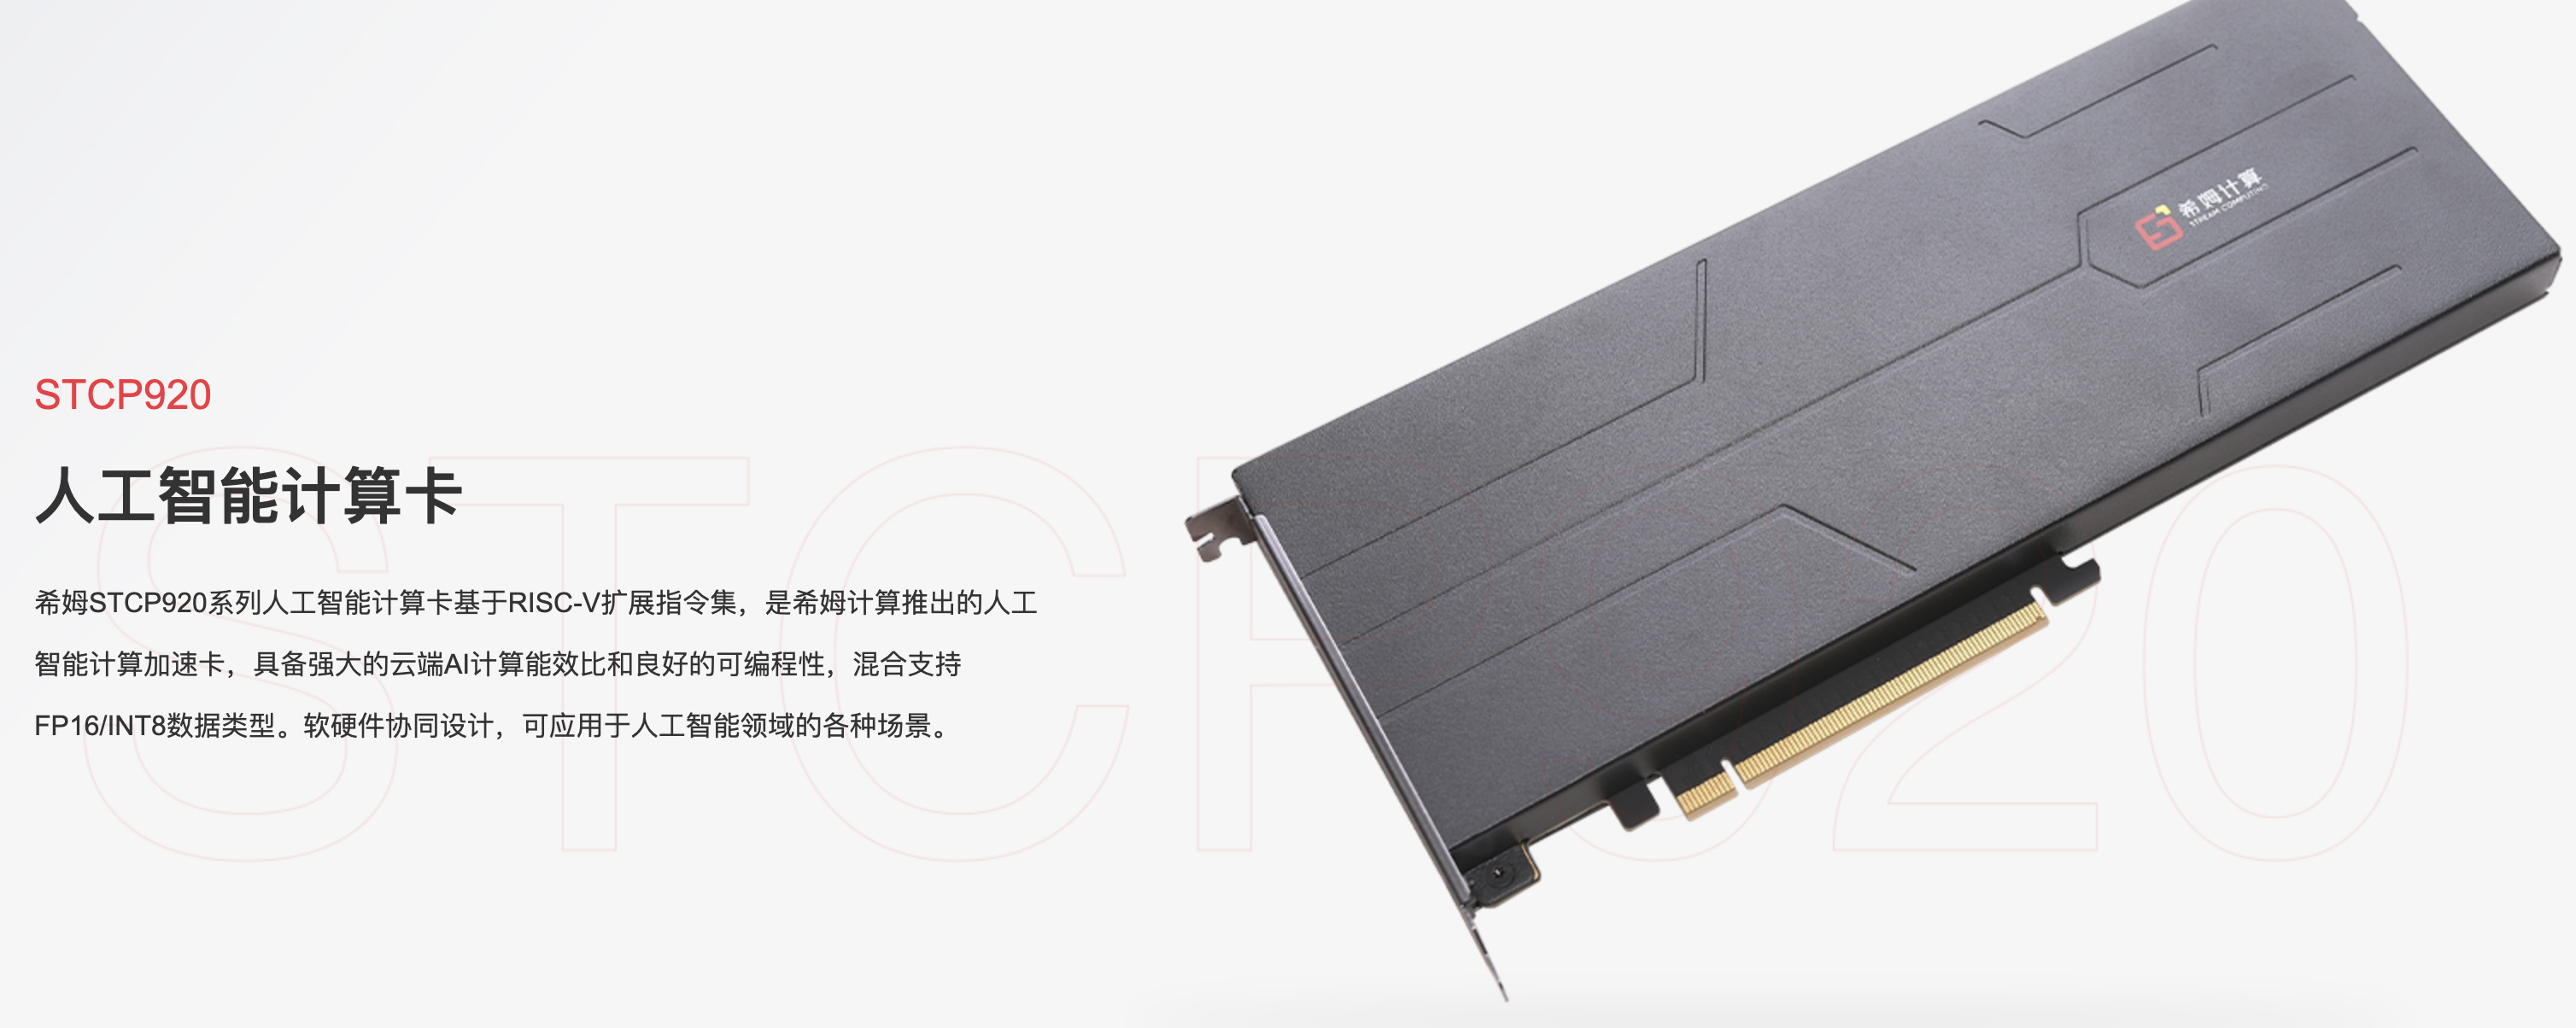 STCP920
人工智能计算卡
希姆STCP920系列人工智能计算卡基于RISC-V扩展指令集，是希姆计算推出的人工
智能计算加速卡，具备强大的云端AI计算能效比和良好的可编程性，混合支持
FP16/INT8数据类型。软硬件协同设计，可应用于人工智能领域的各种场景。
STCP920
希姆计算
STREAM COMPUTING